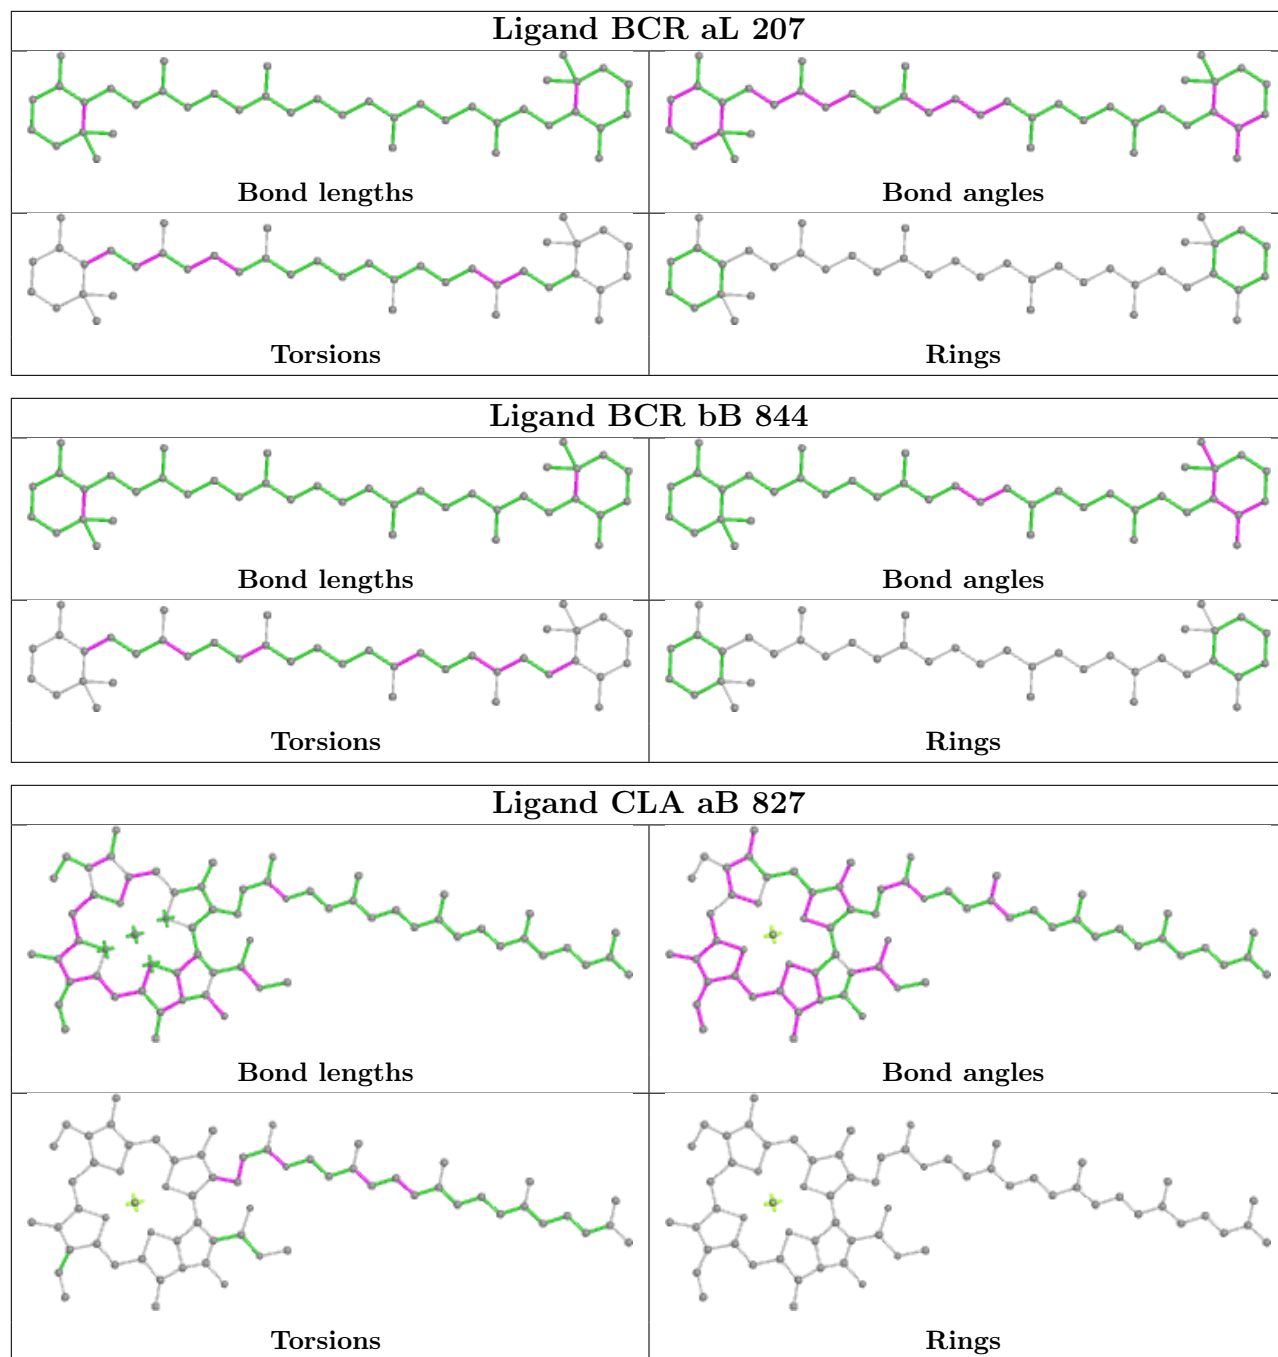 Ligand BCR aL 207
Bond lengths
Bond angles
Torsions
Rings
Ligand BCR bB 844
Bond lengths
Bond angles
Torsions
Rings
Ligand CLA aB 827
Bond lengths
Bond angles
Torsions
Rings